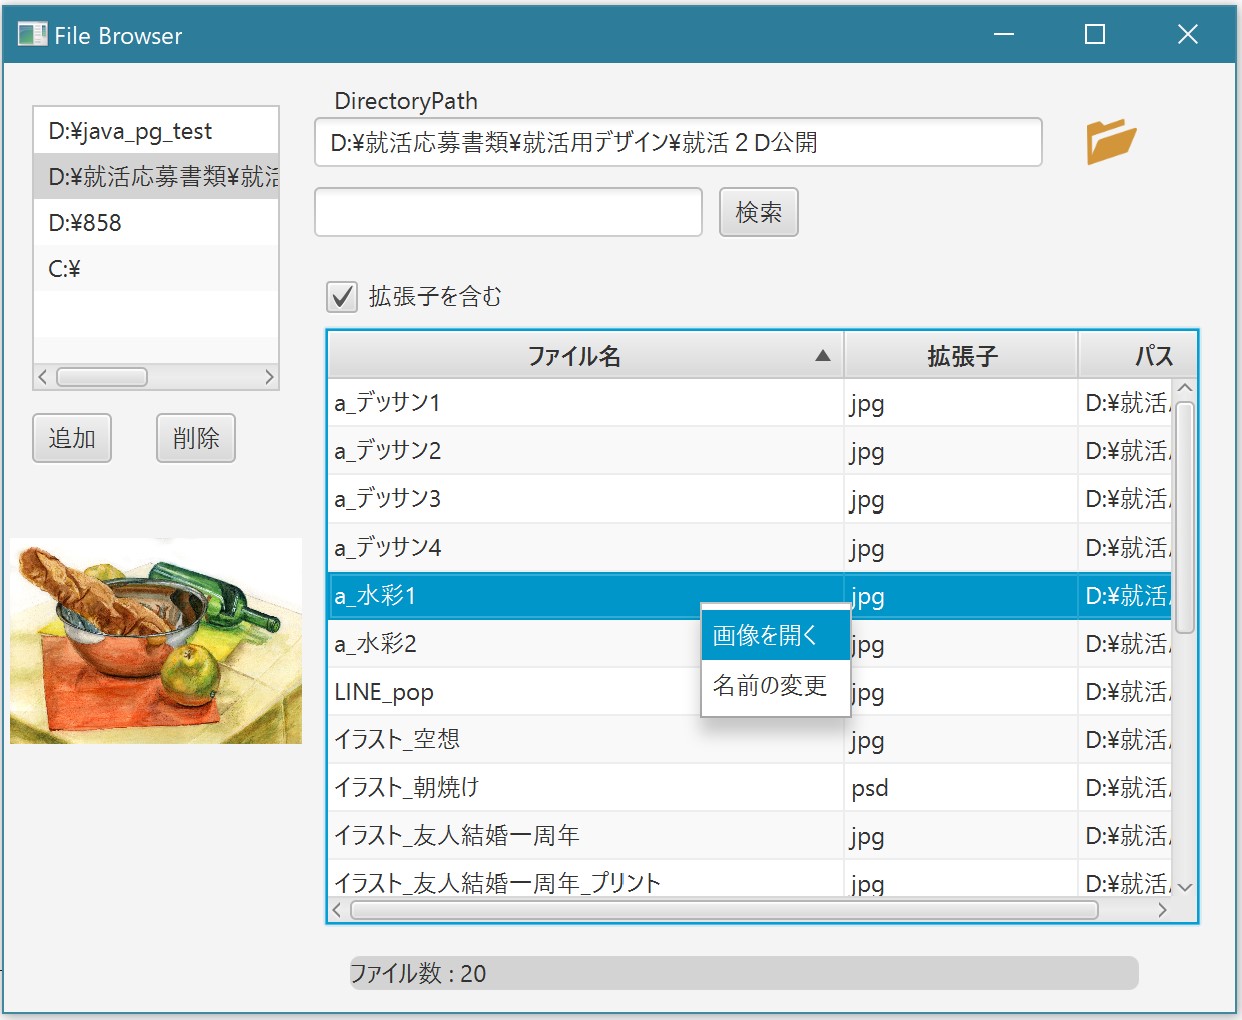 File Browser
D:¥java_pg_test
D:¥就活応募書類¥就活
D:¥858
C:¥
追加
削除
DirectoryPath
D:¥就活応募書類¥就活用デザイン¥就活２D公開
検索
拡張子を含む
ファイル名 ▲ 拡張子 パス
a_デッサン1 jpg D:¥就活
a_デッサン2 jpg D:¥就活
a_デッサン3 jpg D:¥就活
a_デッサン4 jpg D:¥就活
a_水彩1 jpg D:¥就活
a_水彩2 jpg D:¥就活
LINE_pop jpg D:¥就活
イラスト_空想 jpg D:¥就活
イラスト_朝焼け psd D:¥就活
イラスト_友人結婚一周年 jpg D:¥就活
イラスト_友人結婚一周年_プリント jpg D:¥就活
画像を開く
名前の変更
ファイル数 : 20